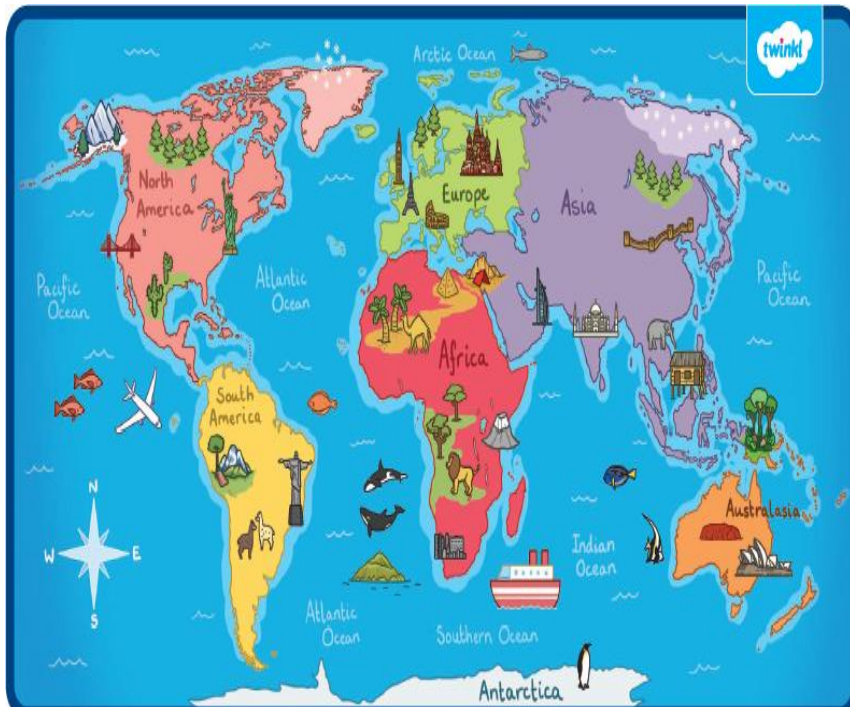 twinkl
Arctic Ocean
North
America
Europe
Asia
Pacific
Ocean
Atlantic
Ocean
Pacific
Ocean
Africa
South
America
Australasia
Indian
Ocean
N
W E
S
Atlantic
Ocean
Southern Ocean
Antarctica